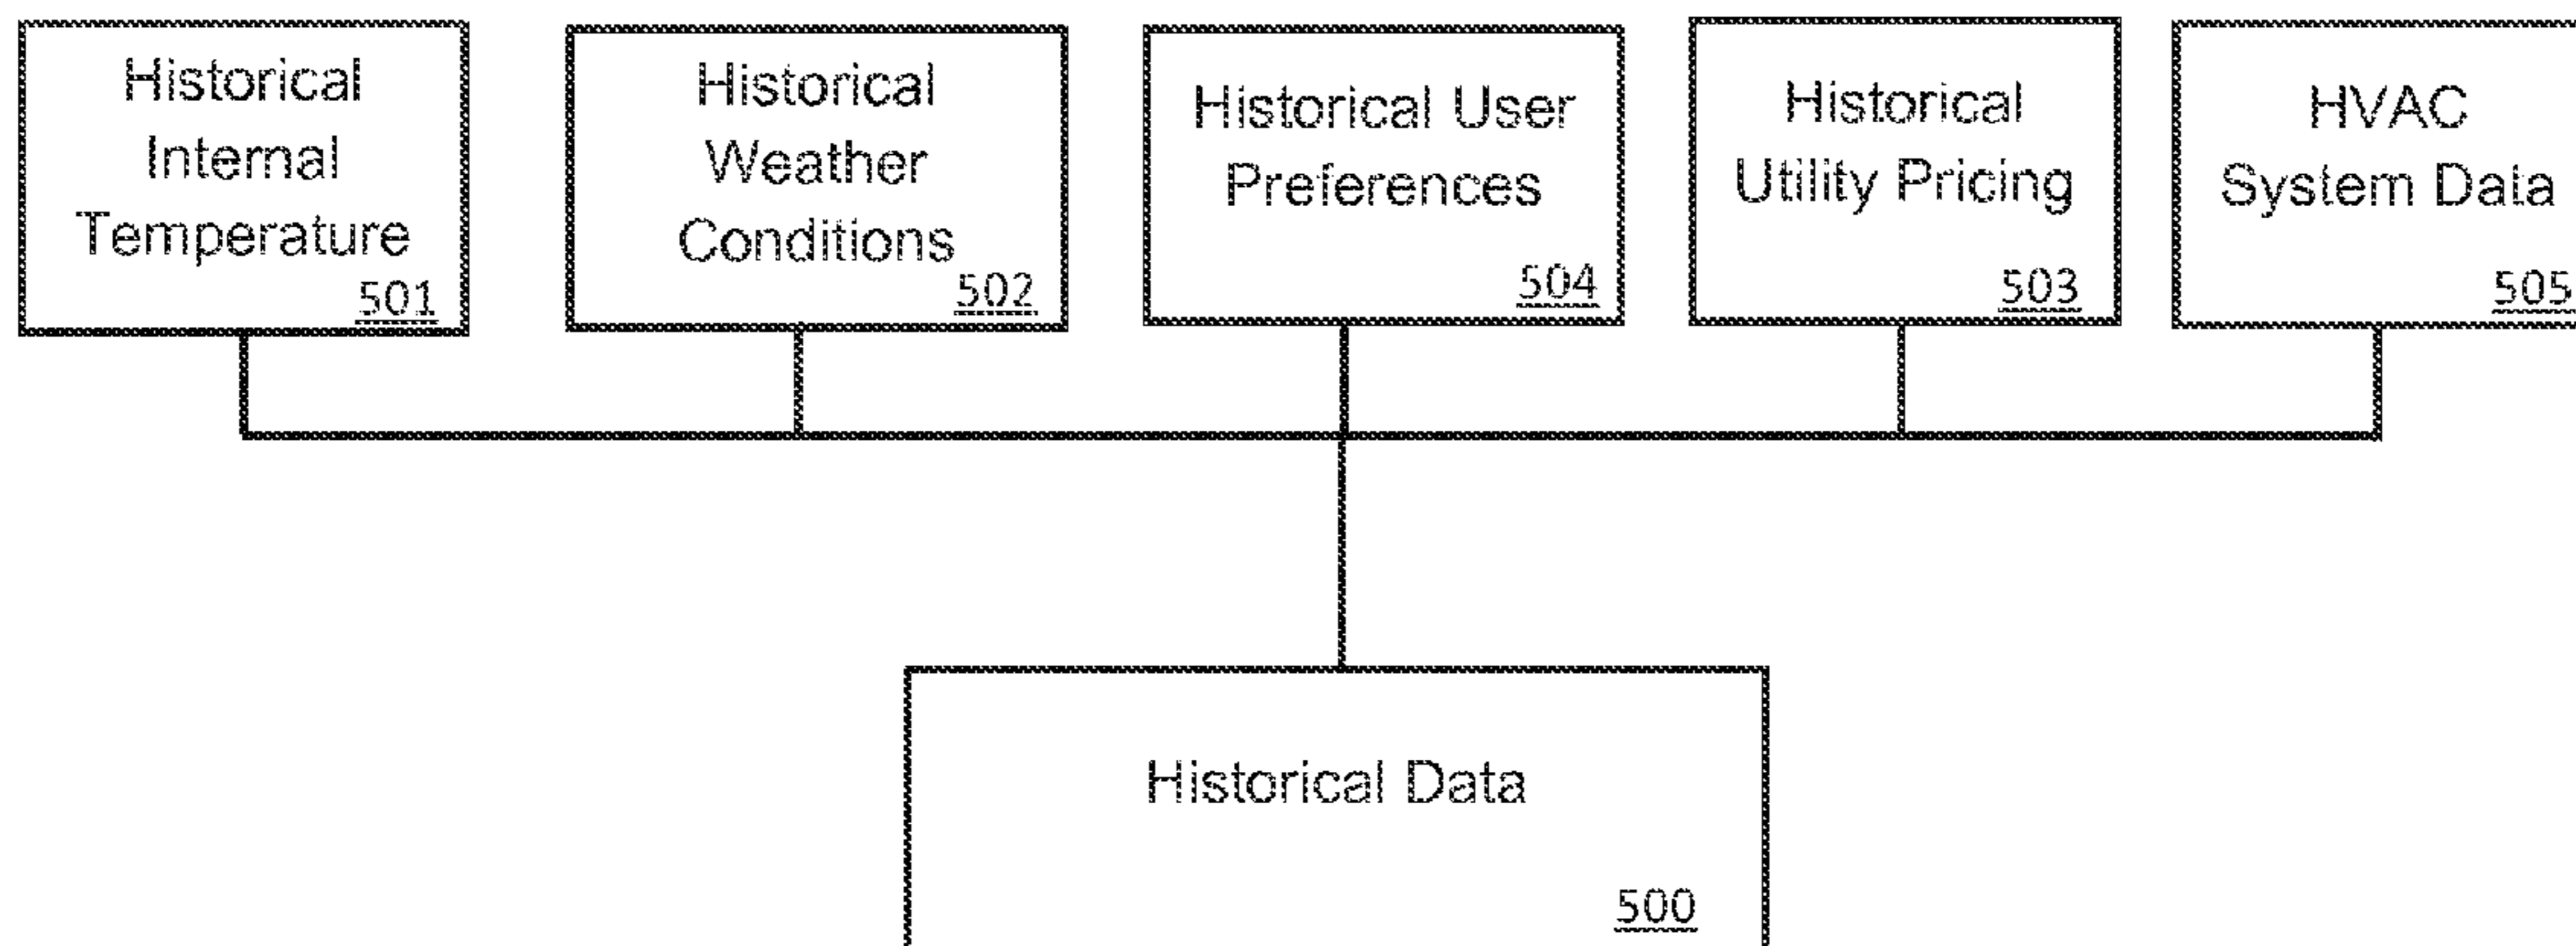 Historical
Internal
Temperature
501
Historical
Weather
Conditions
502
Historical User
Preferences
504
Historical
Utility Pricing
503
HVAC
System Data
505
Historical Data
500